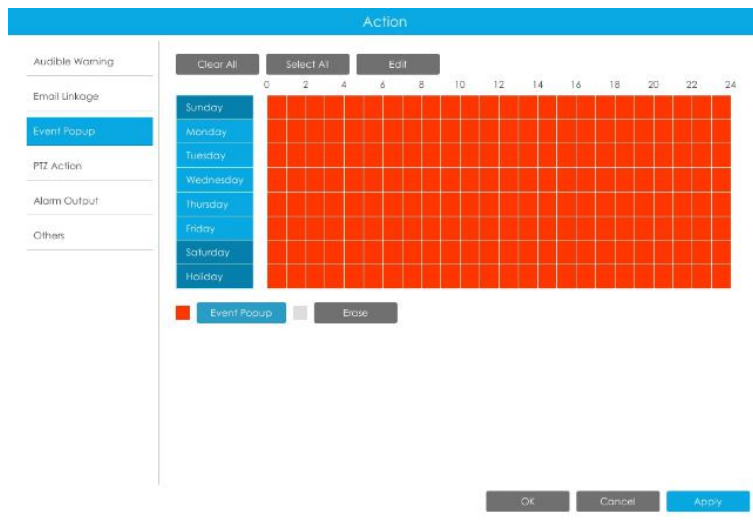 Action
Audible Warning
Email Linkage
Event Popup
PTZ Action
Alarm Output
Others
Clear All Select All Edit
0 2 4 6 8 10 12 14 16 18 20 22 24
Sunday
Monday
Tuesday
Wednesday
Thursday
Friday
Saturday
Holiday
Event Popup Erase
OK Cancel Apply